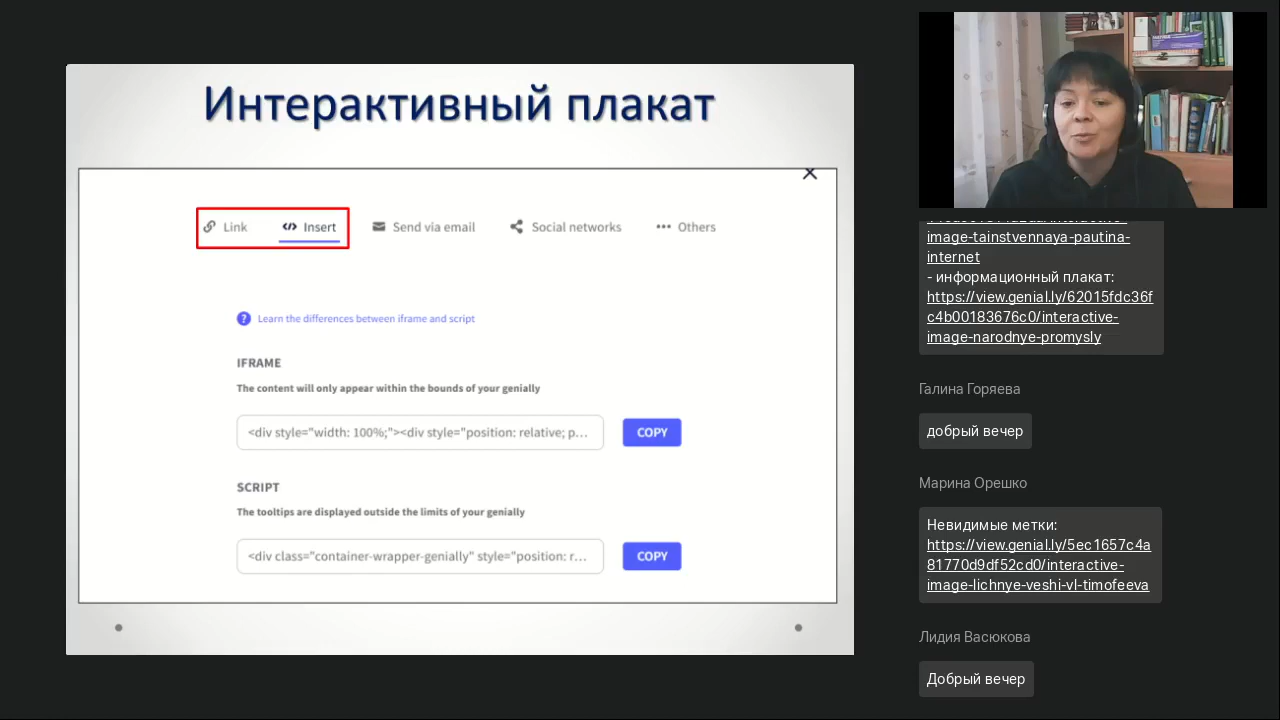 Интерактивный плакат
Link
Insert
Send via email
Social networks
Others
Learn the differences between iframe and script
IFRAME
The content will only appear within the bounds of your genially
<div style="width: 100%;"><div style="position: relative; p...
COPY
SCRIPT
The tooltips are displayed outside the limits of your genially
<div class="container-wrapper-genially" style="position: r...
COPY
image-tainstvennaya-pautina-
internet
- информационный плакат:
https://view.genial.ly/62015fdc36f
c4b00183676c0/interactive-
image-narodnye-promysly
Галина Горяева
добрый вечер
Марина Орешко
Невидимые метки:
https://view.genial.ly/5ec1657c4a
81770d9df52cd0/interactive-
image-lichnye-veshi-vl-timofeeva
Лидия Васюкова
Добрый вечер